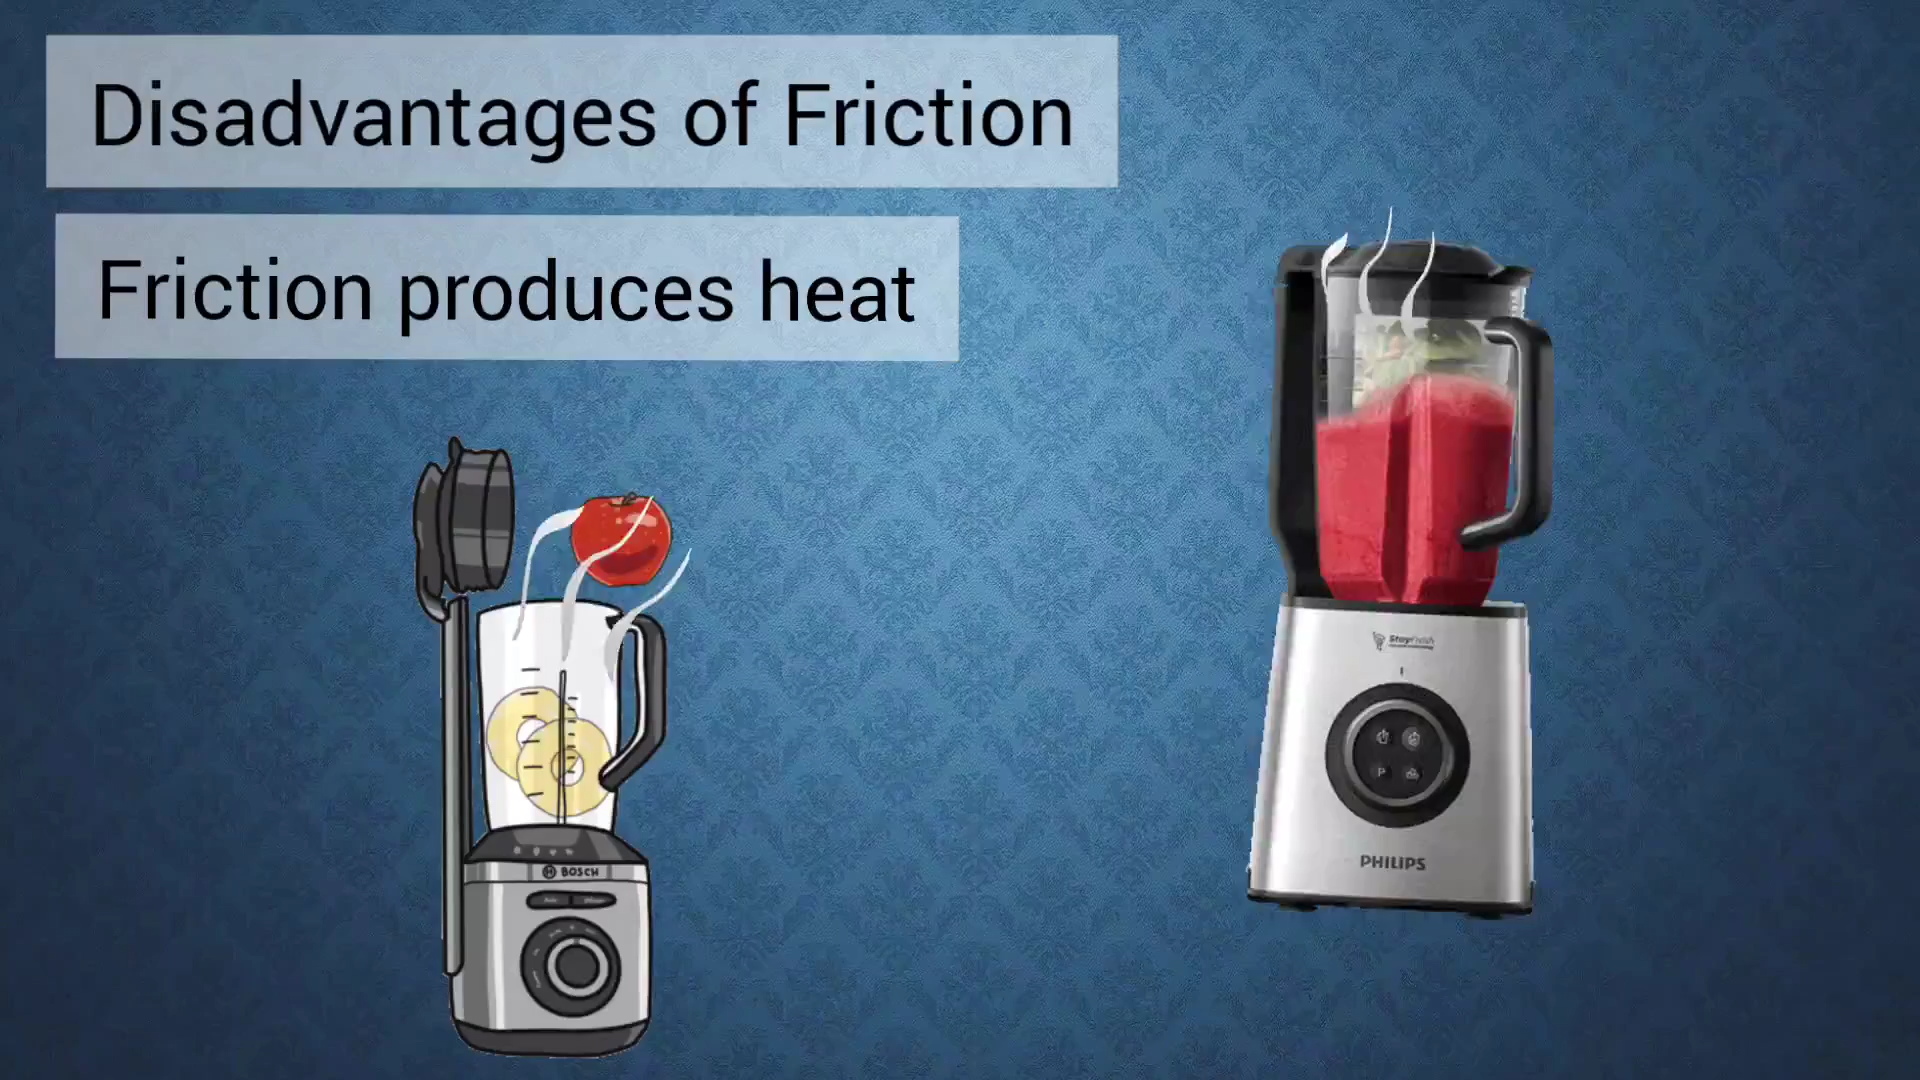 Disadvantages of Friction
Friction produces heat
BOSCH
PHILIPS